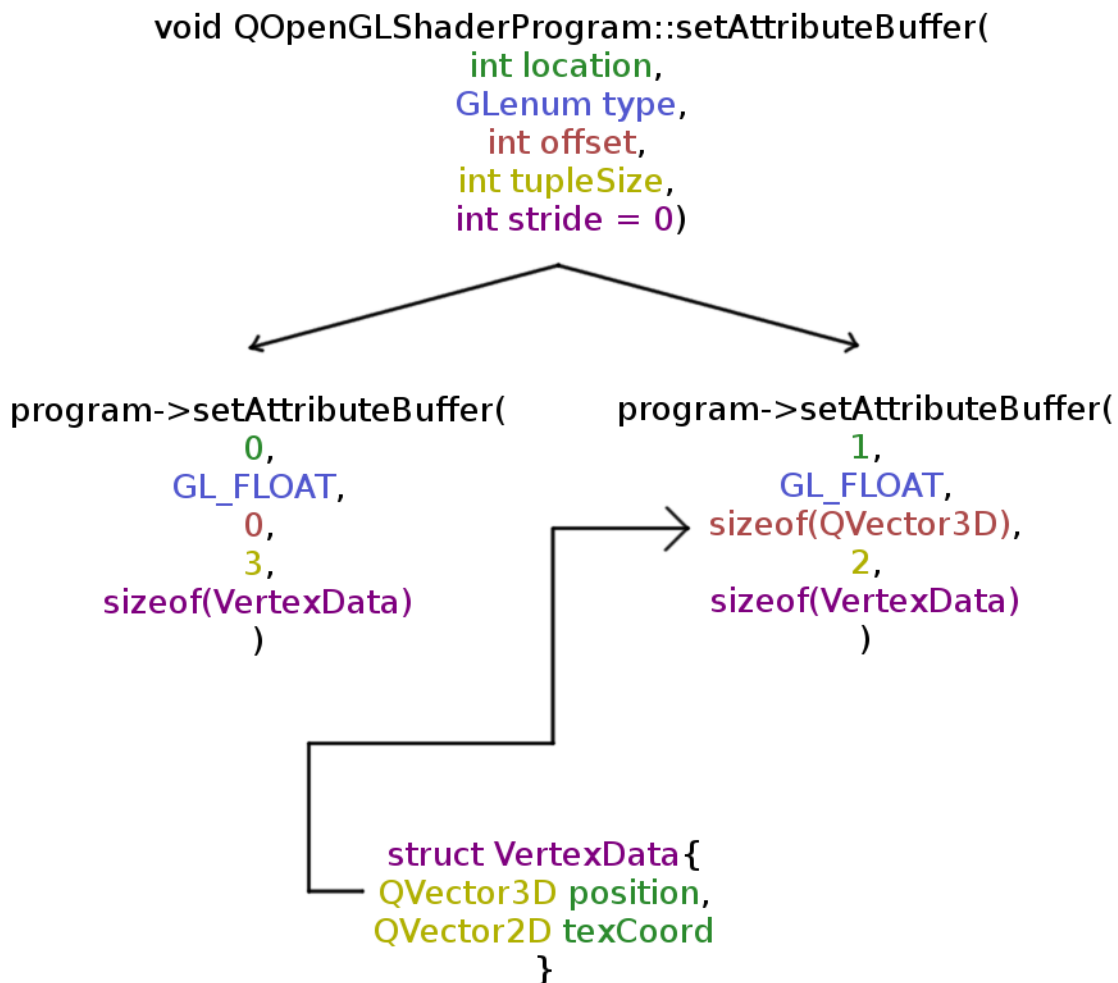 void QOpenGLShaderProgram::setAttributeBuffer(
int location,
GLenum type,
int offset,
int tupleSize,
int stride = 0)
program->setAttributeBuffer(
0,
GL_FLOAT,
0,
3,
sizeof(VertexData)
)
program->setAttributeBuffer(
1,
GL_FLOAT,
sizeof(QVector3D),
2,
sizeof(VertexData)
)
struct VertexData{
QVector3D position,
QVector2D texCoord
}